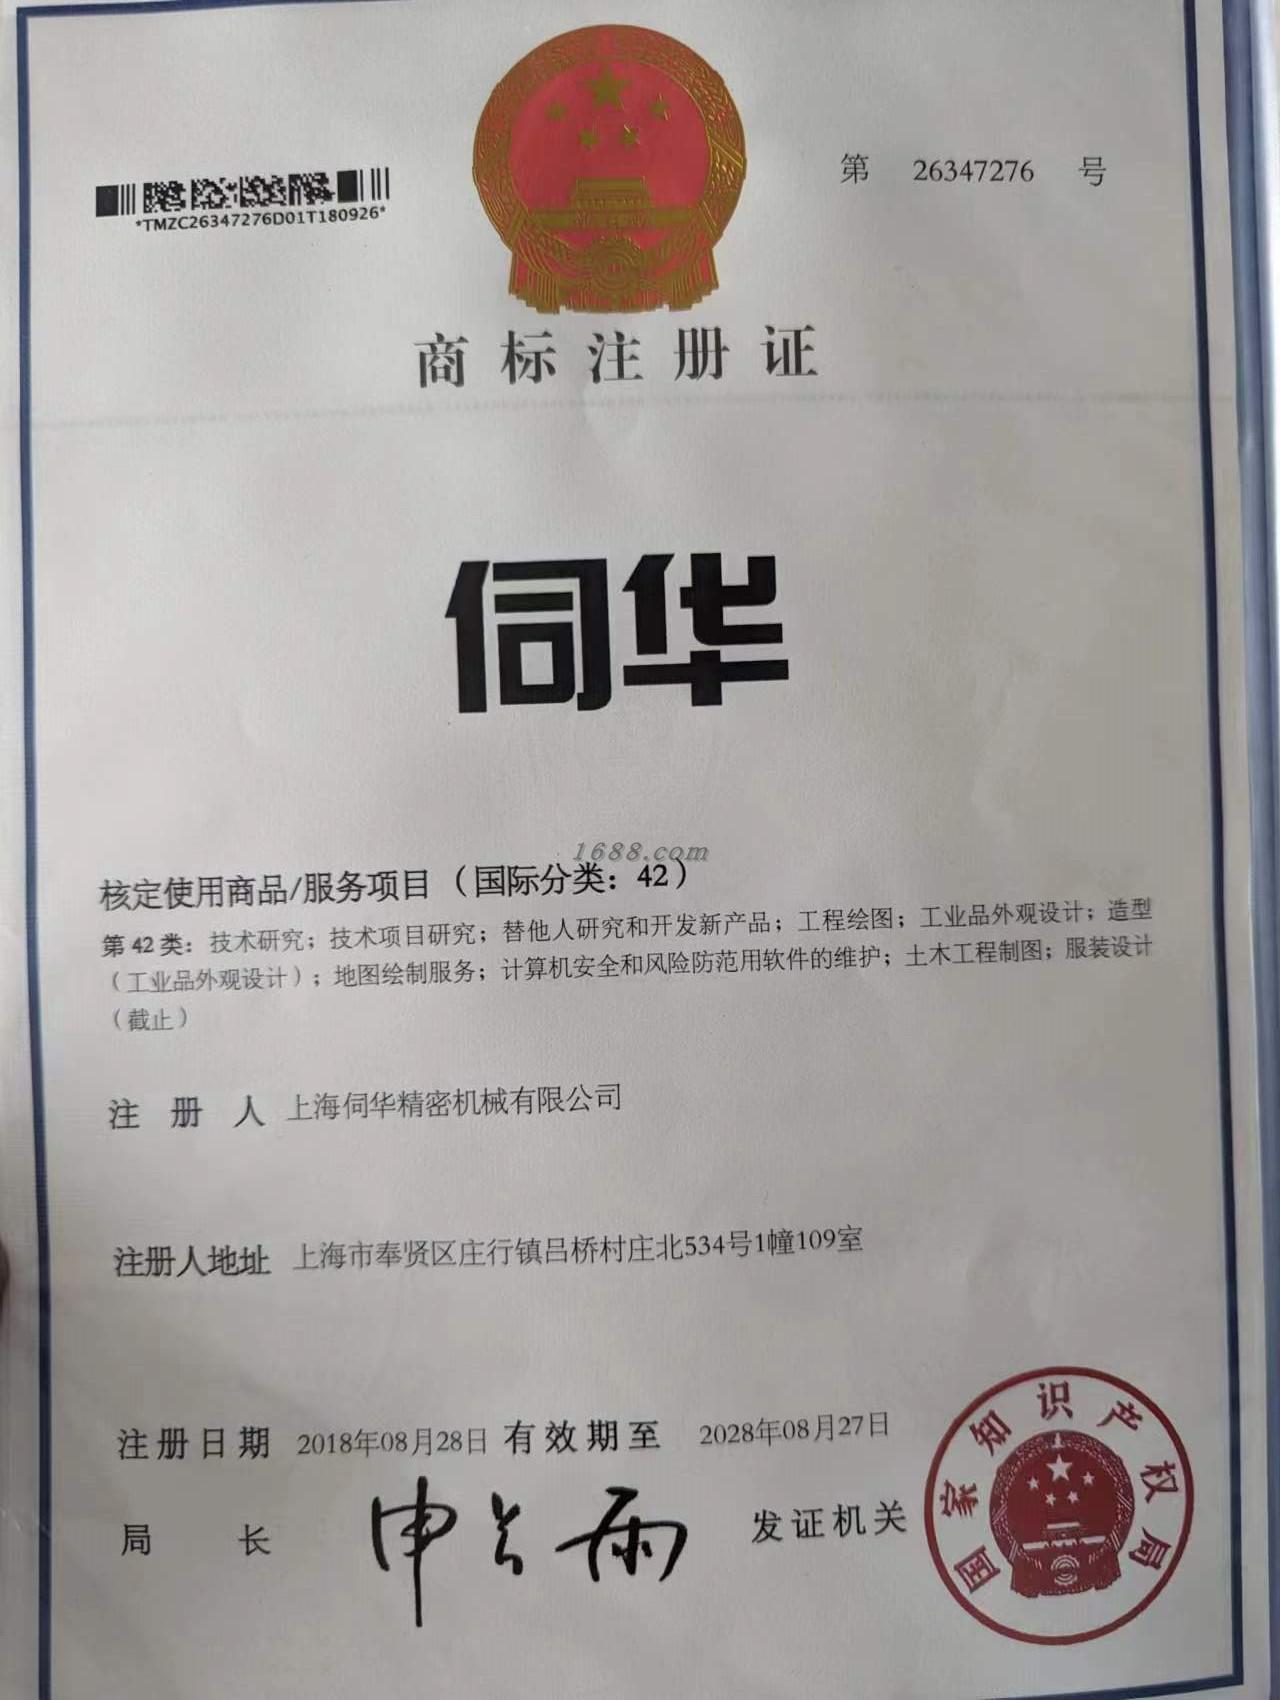 第 26347276 号
*TMZC26347276D01T180926*
商标注册证
伺华
1688.com
核定使用商品/服务项目（国际分类：42）
第 42 类：技术研究；技术项目研究；替他人研究和开发新产品；工程绘图；工业品外观设计；造型
（工业品外观设计）；地图绘制服务；计算机安全和风险防范用软件的维护；土木工程制图；服装设计
（截止）
注册人 上海伺华精密机械有限公司
注册人地址 上海市奉贤区庄行镇吕桥村庄北534号1幢109室
注册日期 2018年08月28日 有效期至 2028年08月27日
局长 申长雨 发证机关
国家知识产权局